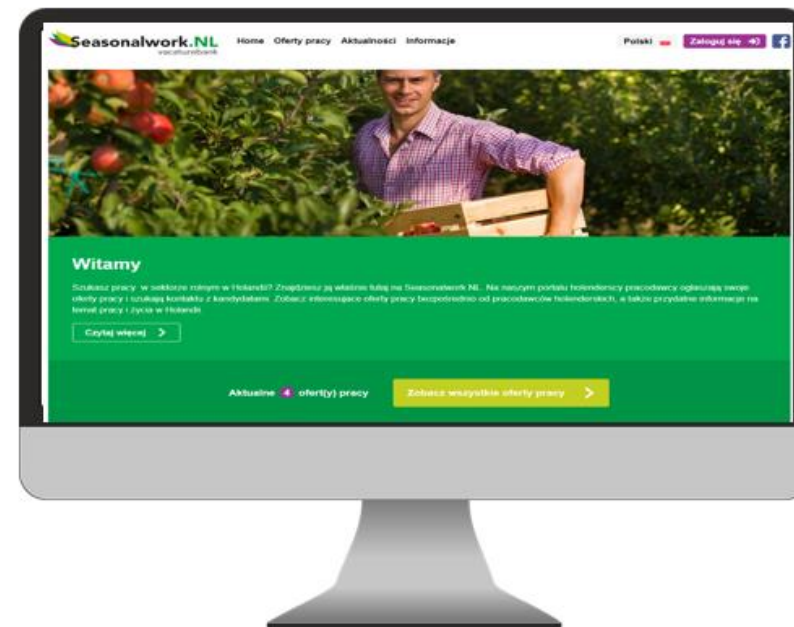 Seasonalwork.NL
vacaturebank
Home Oferty pracy Aktualności Informacje
Polski
Zaloguj się
f
Witamy
Szukasz pracy w sektorze rolnym w Holandii? Znajdziesz ją właśnie tutaj na Seasonalwork.NL. Na naszym portalu holenderscy pracodawcy ogłaszają swoje
oferty pracy i szukają kontaktu z kandydatami. Zobacz interesujące oferty pracy bezpośrednio od pracodawców holenderskich, a także przydatne informacje na
temat pracy i życia w Holandii.
Czytaj więcej
Aktualne 4 ofert(y) pracy
Zobacz wszystkie oferty pracy